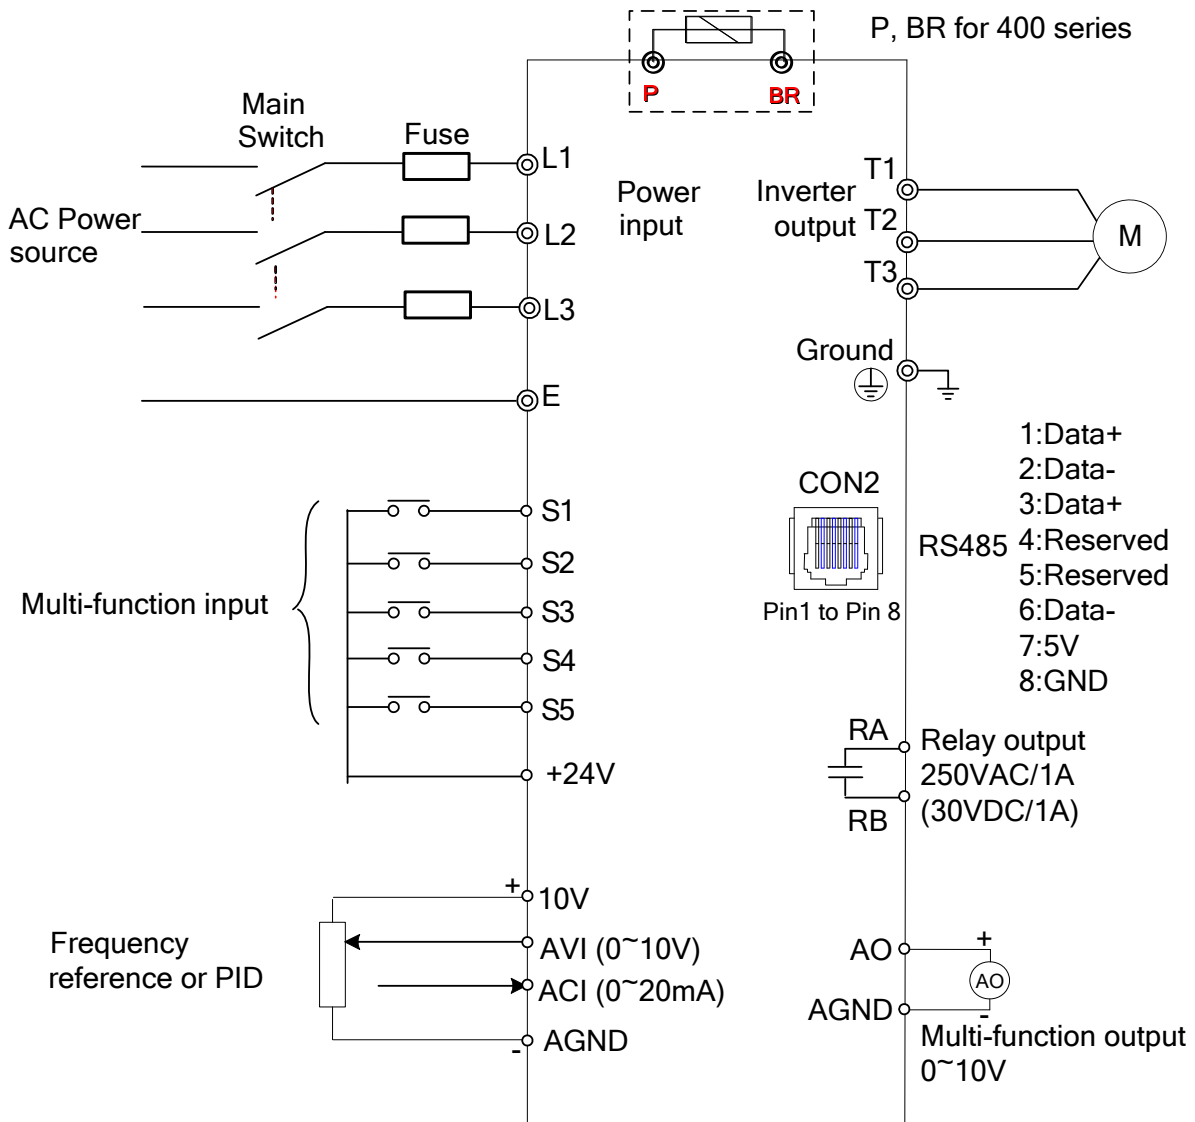 P, BR for 400 series
P
BR
Main
Switch
Fuse
L1
AC Power
source
L2
L3
E
Power
input
Inverter
output
T1
T2
T3
M
Ground
Multi-function input
S1
S2
S3
S4
S5
+24V
CON2
Pin1 to Pin 8
RS485
1:Data+
2:Data-
3:Data+
4:Reserved
5:Reserved
6:Data-
7:5V
8:GND
RA
RB
Relay output
250VAC/1A
(30VDC/1A)
Frequency
reference or PID
+
10V
AVI (0~10V)
ACI (0~20mA)
-
AGND
AO
+
AO
AGND
-
Multi-function output
0~10V